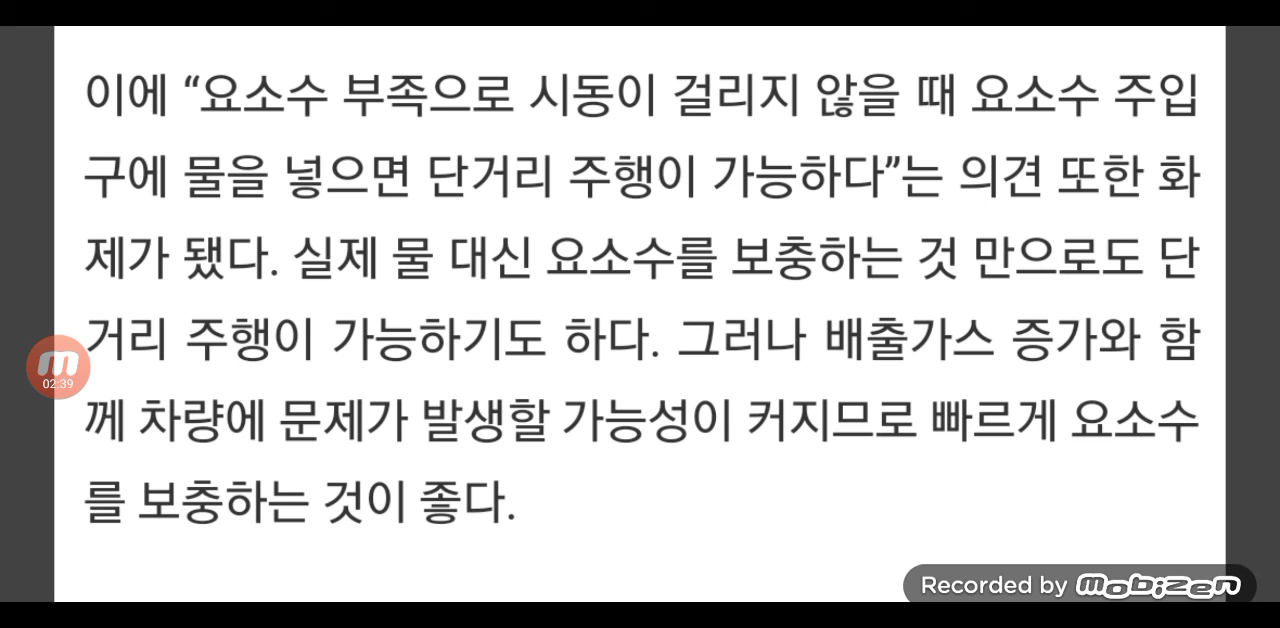 이에 “요소수 부족으로 시동이 걸리지 않을 때 요소수 주입
구에 물을 넣으면 단거리 주행이 가능하다”는 의견 또한 화
제가 됐다. 실제 물 대신 요소수를 보충하는 것 만으로도 단
거리 주행이 가능하기도 하다. 그러나 배출가스 증가와 함
께 차량에 문제가 발생할 가능성이 커지므로 빠르게 요소수
를 보충하는 것이 좋다.
02:39
Recorded by mobizen